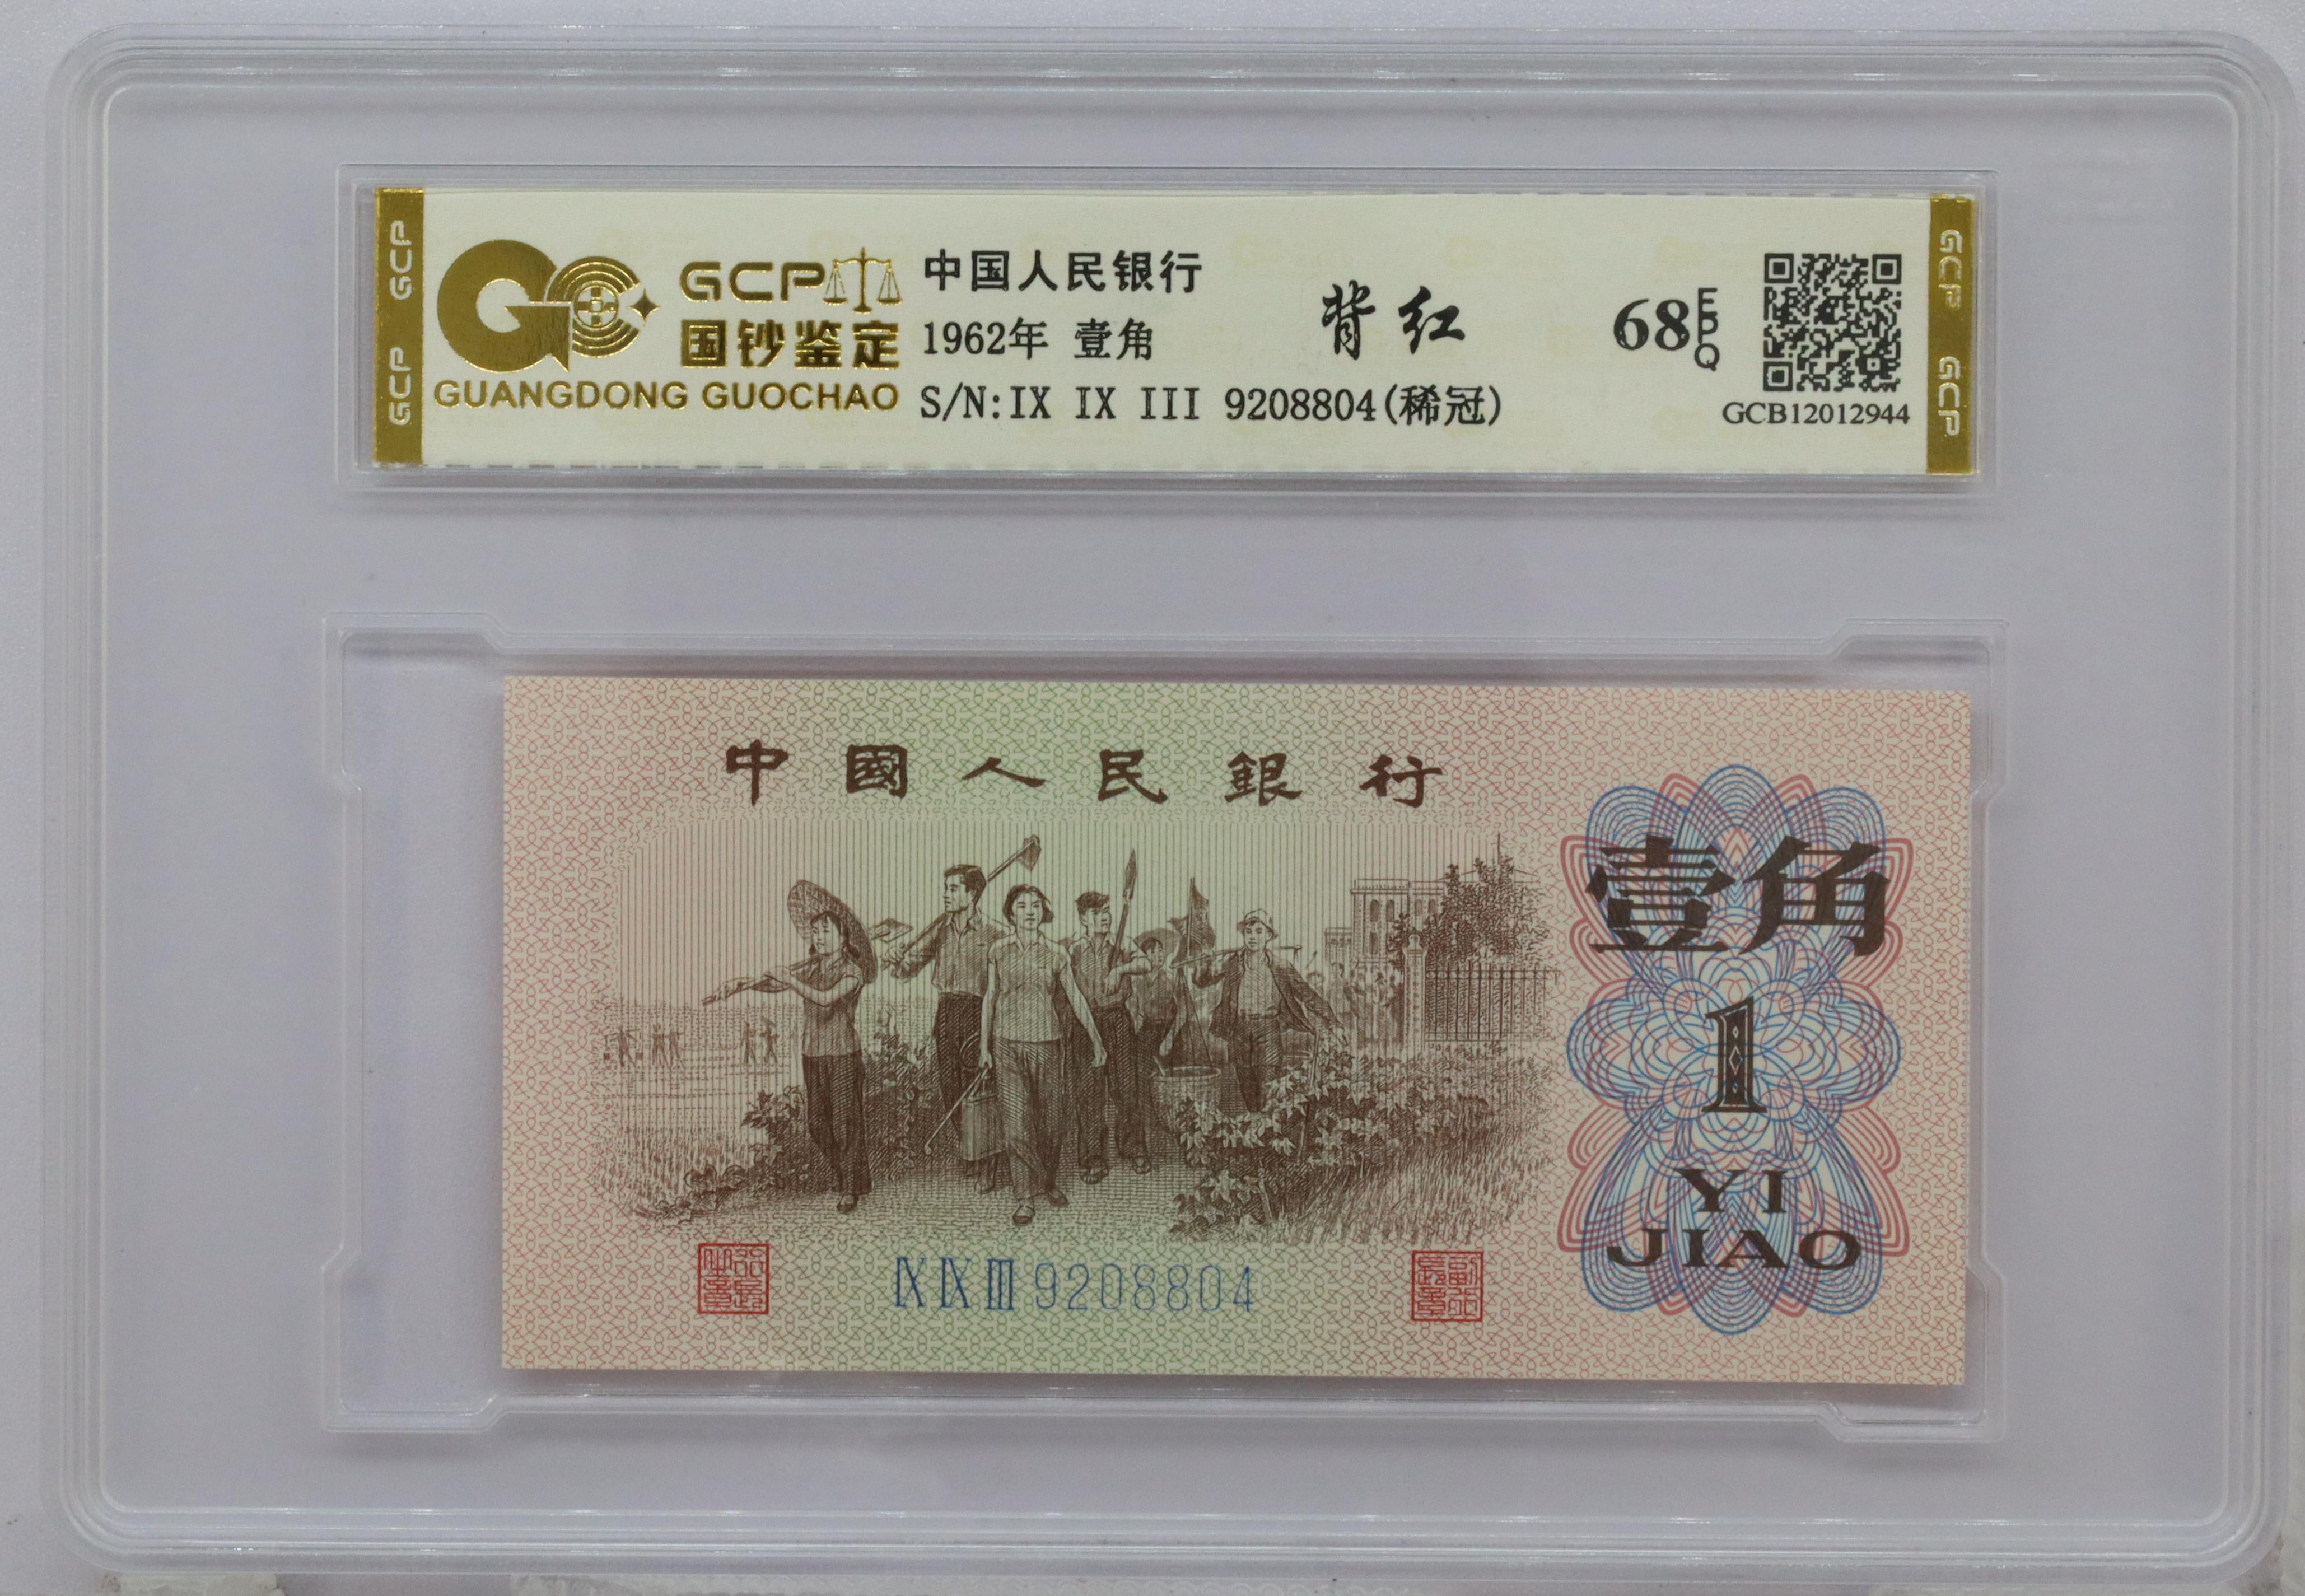 GCP
GCP
GCP
国钞鉴定
GUANGDONG GUOCHAO
中国人民银行
1962年 壹角
S/N:IX IX III 9208804(稀冠)
背红
68
EPQ
GCB12012944
GCP
GCP
中國人民銀行
壹角
1
YI
JIAO
IX IX III 9208804